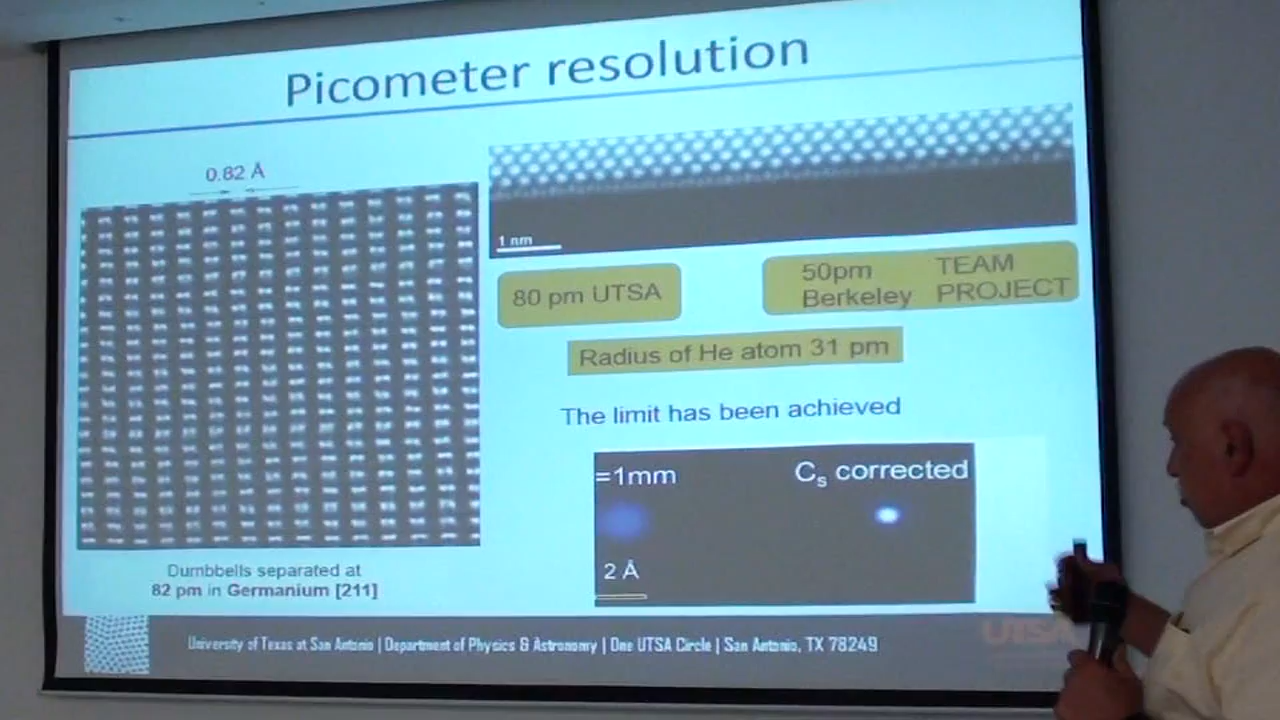 Picometer resolution
0.82 Å
1 nm
80 pm UTSA
50pm TEAM
Berkeley PROJECT
Radius of He atom 31 pm
The limit has been achieved
=1mm Cs corrected
2 Å
Dumbbells separated at
82 pm in Germanium [211]
University of Texas at San Antonio | Department of Physics & Astronomy | One UTSA Circle | San Antonio, TX 78249
UTSA